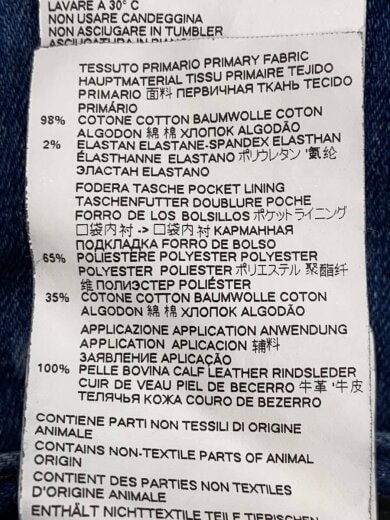 LAVARE A 30° C
NON USARE CANDEGGINA
NON ASCIUGARE IN TUMBLER
ASCIUGATURA IN
TESSUTO PRIMARIO PRIMARY FABRIC
HAUPTMATERIAL TISSU PRIMAIRE TEJIDO
PRIMARIO 面料 ПЕРВИЧНАЯ ТКАНЬ TECIDO
PRIMÁRIO
98% COTONE COTTON BAUMWOLLE COTON
ALGODON 綿 棉 ХЛОПОК ALGODÃO
2% ELASTAN ELASTANE-SPANDEX ELASTHAN
ÉLASTHANNE ELASTANO ポリウレタン '氨纶
ЭЛАСТАН ELASTANO
FODERA TASCHE POCKET LINING
TASCHENFUTTER DOUBLURE POCHE
FORRO DE LOS BOLSILLOS ポケットライニング
口袋内衬 -> 口袋内衬 КАРМАННАЯ
ПОДКЛАДКА FORRO DE BOLSO
65% POLIESTERE POLYESTER POLYESTER
POLYESTER POLIESTER ポリエステル 聚酯纤
维 ПОЛИЭСТЕР POLIÉSTER
35% COTONE COTTON BAUMWOLLE COTON
ALGODON 綿 棉 ХЛОПОК ALGODÃO
APPLICAZIONE APPLICATION ANWENDUNG
APPLICATION APLICACION 辅料
ЗАЯВЛЕНИЕ APLICAÇÃO
100% PELLE BOVINA CALF LEATHER RINDSLEDER
CUIR DE VEAU PIEL DE BECERRO 牛革 '牛皮
ТЕЛЯЧЬЯ КОЖА COURO DE BEZERRO
CONTIENE PARTI NON TESSILI DI ORIGINE
ANIMALE
CONTAINS NON-TEXTILE PARTS OF ANIMAL
ORIGIN
CONTIENT DES PARTIES NON TEXTILES
D'ORIGINE ANIMALE
ENTHÄLT NICHTTEXTILE TEILE TIERISCHEN